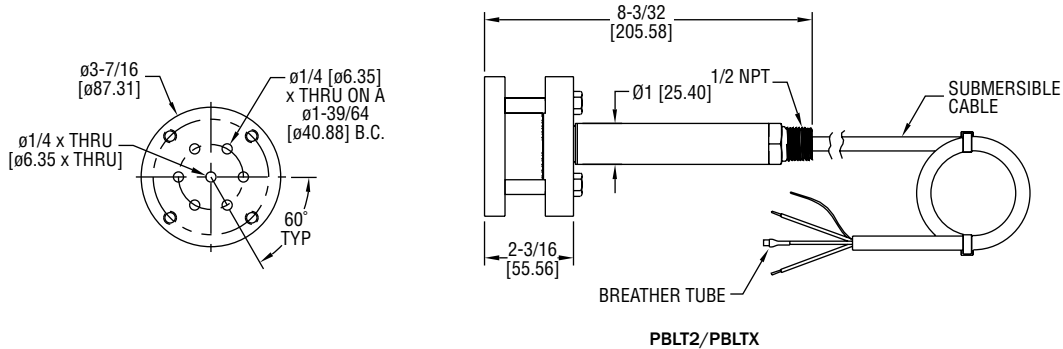 ø3-7/16
[ø87.31]
ø1/4 [ø6.35]
x THRU ON A
ø1-39/64
[ø40.88] B.C.
ø1/4 x THRU
[ø6.35 x THRU]
60°
TYP
8-3/32
[205.58]
1/2 NPT
Ø1 [25.40]
SUBMERSIBLE
CABLE
2-3/16
[55.56]
BREATHER TUBE
PBLT2/PBLTX